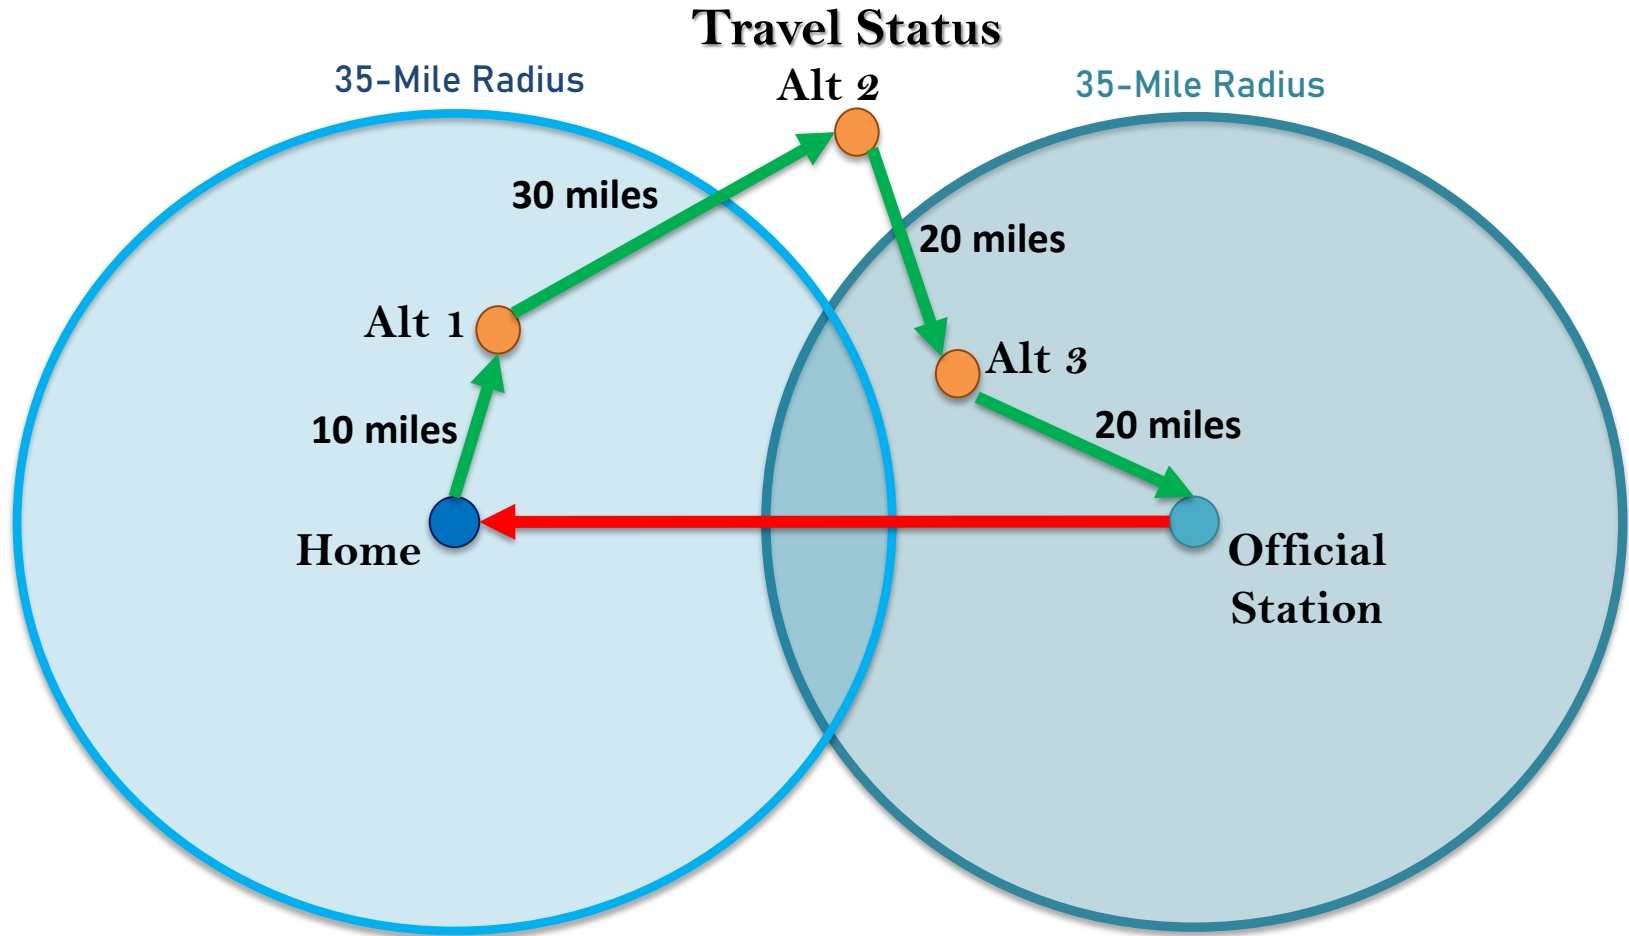 Travel Status
35-Mile Radius
Alt 2
35-Mile Radius
30 miles
20 miles
Alt 1
Alt 3
10 miles
20 miles
Home
Official
Station